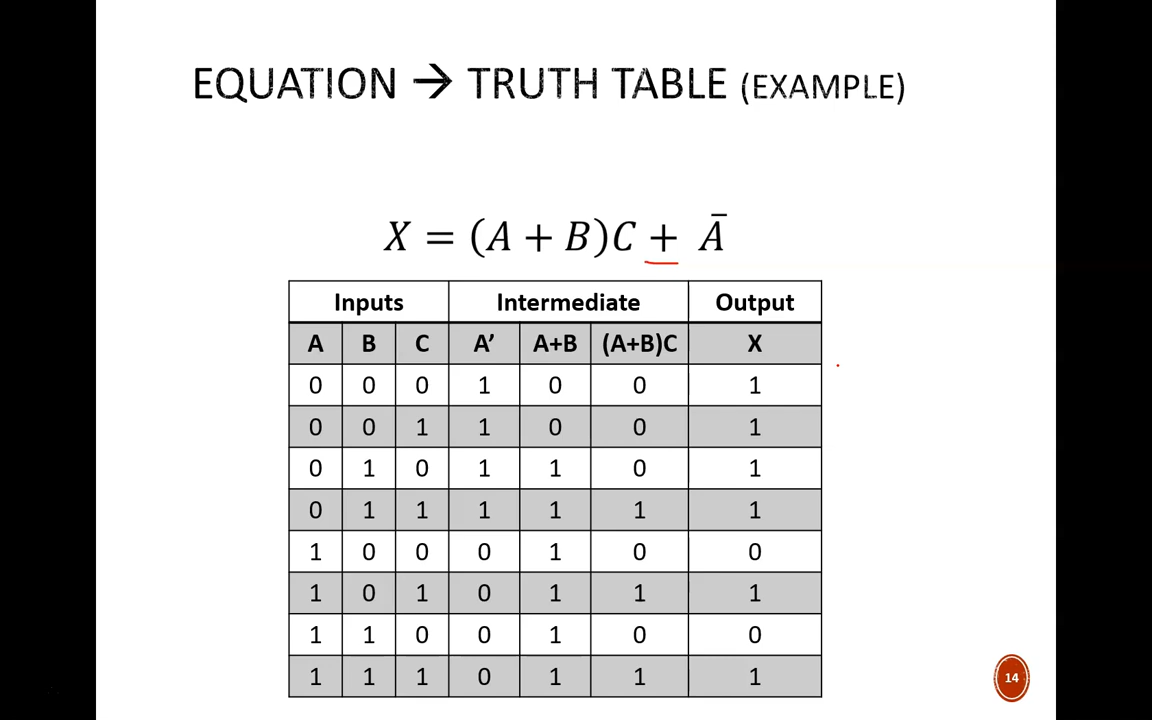 EQUATION → TRUTH TABLE (EXAMPLE)
X = (A + B)C + Ā
Inputs Intermediate Output
A B C A’ A+B (A+B)C X
0 0 0 1 0 0 1
0 0 1 1 0 0 1
0 1 0 1 1 0 1
0 1 1 1 1 1 1
1 0 0 0 1 0 0
1 0 1 0 1 1 1
1 1 0 0 1 0 0
1 1 1 0 1 1 1
14